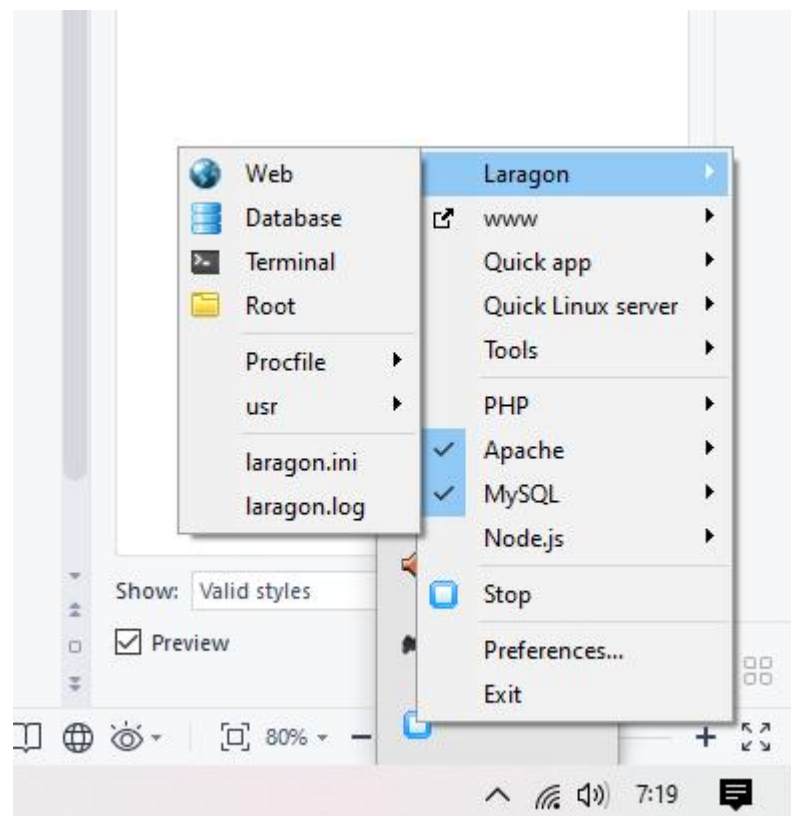 Web
Database
Terminal
Root
Procfile
usr
laragon.ini
laragon.log
Laragon
www
Quick app
Quick Linux server
Tools
PHP
Apache
MySQL
Node.js
Stop
Preferences...
Exit
Show: Valid styles
Preview
80%
7:19